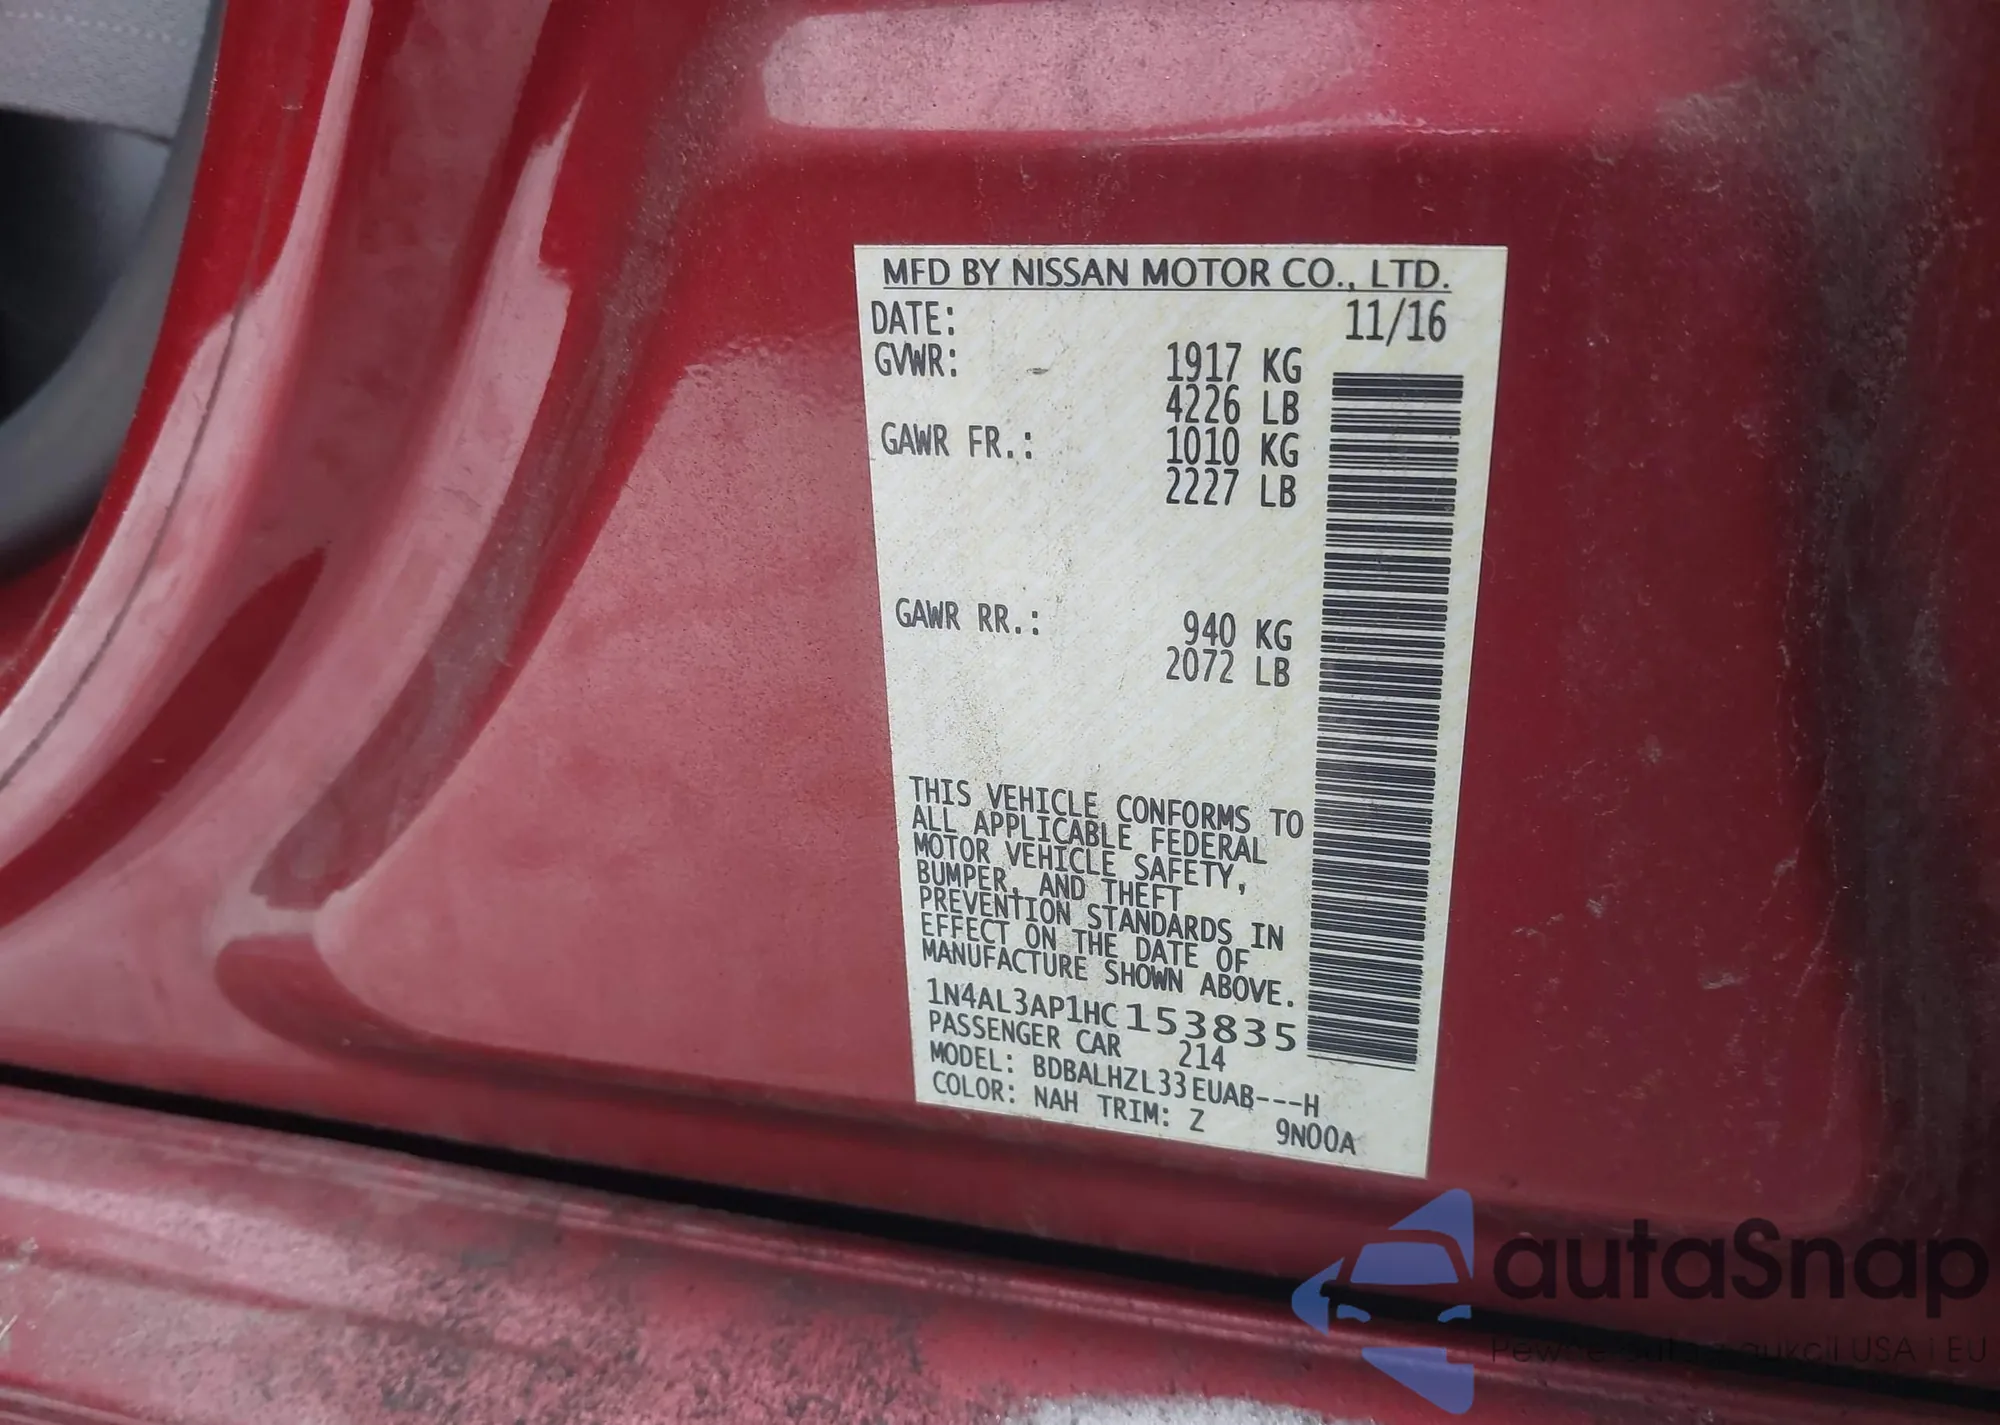 MFD BY NISSAN MOTOR CO., LTD.
DATE: 11/16
GVWR: 1917 KG
4226 LB
GAWR FR.: 1010 KG
2227 LB
GAWR RR.: 940 KG
2072 LB
THIS VEHICLE CONFORMS TO
ALL APPLICABLE FEDERAL
MOTOR VEHICLE SAFETY,
BUMPER, AND THEFT
PREVENTION STANDARDS IN
EFFECT ON THE DATE OF
MANUFACTURE SHOWN ABOVE.
1N4AL3AP1HC153835
PASSENGER CAR 214
MODEL: BDBALHZL33EUAB---H
COLOR: NAH TRIM: Z 9N00A
autaSnap
USA i EU